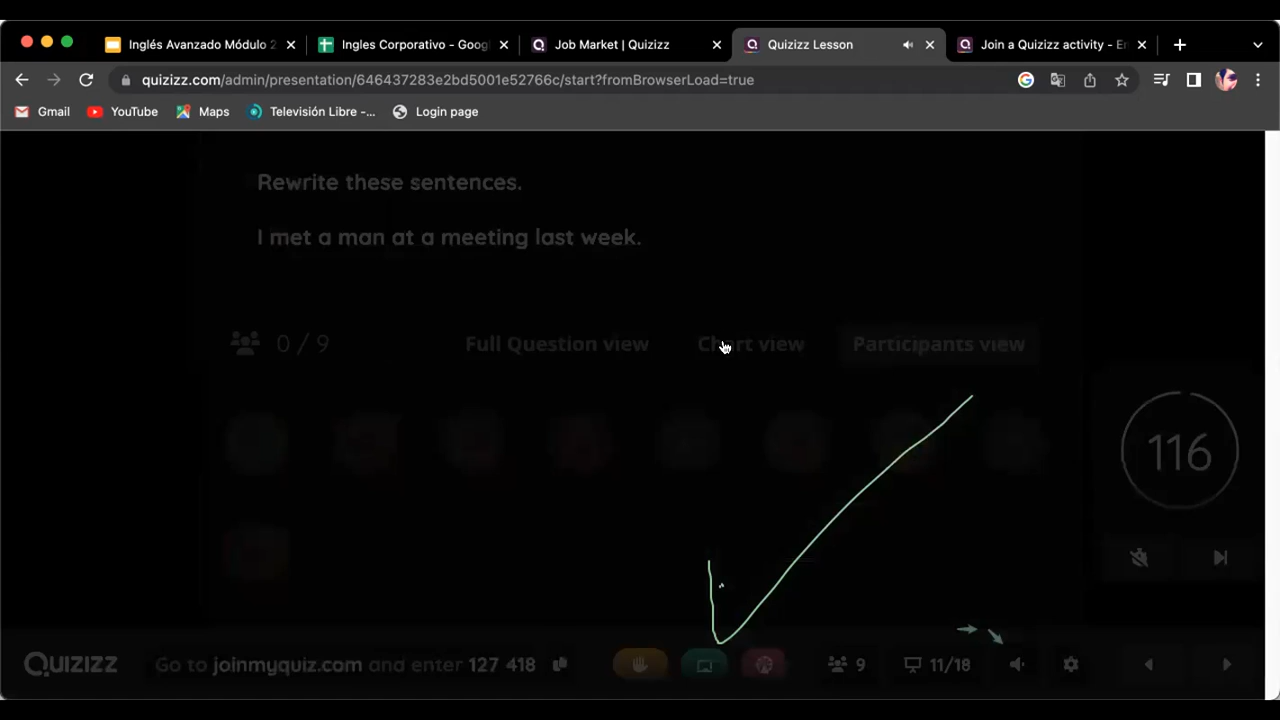 Inglés Avanzado Módulo 2
Ingles Corporativo - Goog
Job Market | Quizizz
Quizizz Lesson
Join a Quizizz activity - En
quizizz.com/admin/presentation/646437283e2bd5001e52766c/start?fromBrowserLoad=true
Gmail
YouTube
Maps
Televisión Libre -...
Login page
Rewrite these sentences.
I met a man at a meeting last week.
0 / 9
Full Question view
Chart view
Participants view
116
QUIZIZZ
Go to joinmyquiz.com and enter 127 418
9
11/18